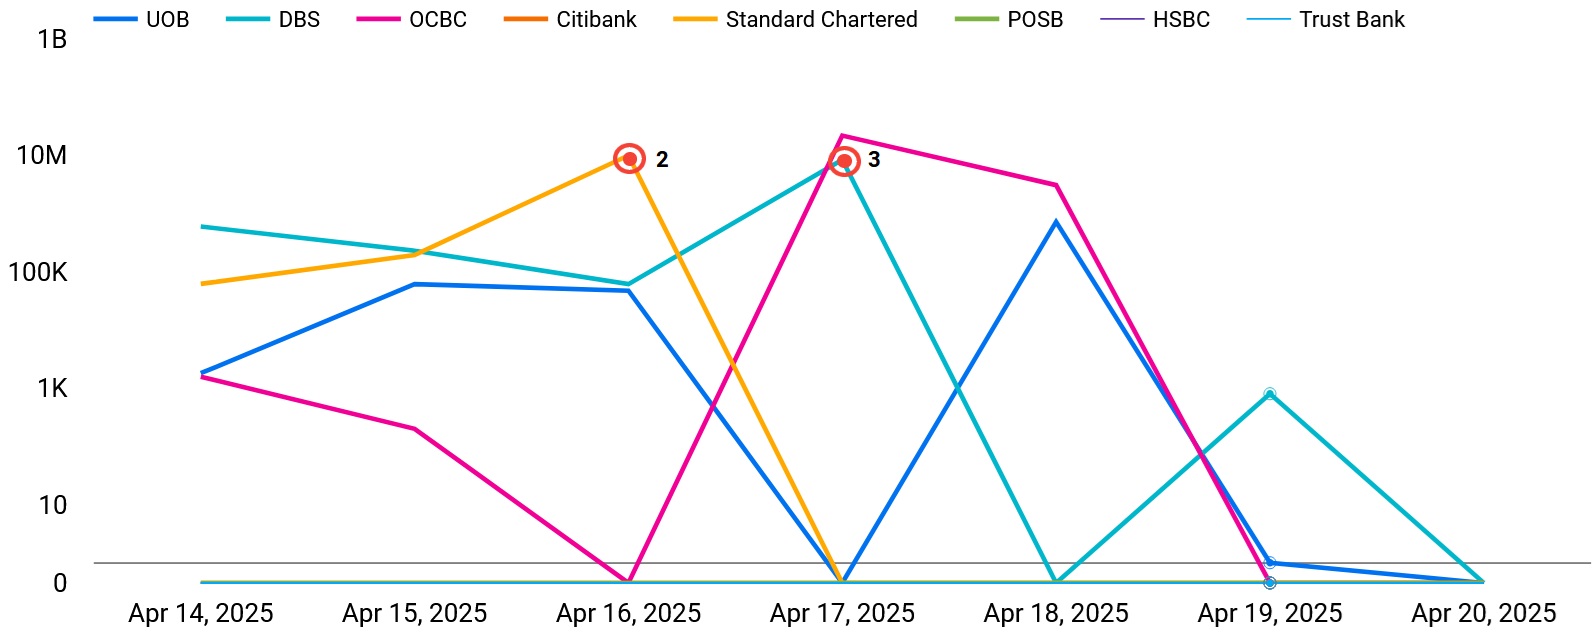 UOB DBS OCBC Citibank Standard Chartered POSB HSBC Trust Bank
1B
10M
2
3
100K
1K
10
0
Apr 14, 2025 Apr 15, 2025 Apr 16, 2025 Apr 17, 2025 Apr 18, 2025 Apr 19, 2025 Apr 20, 2025